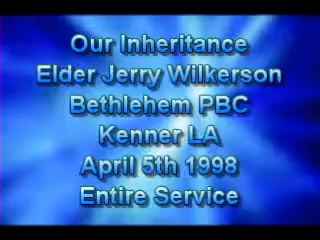 Our Inheritance
Elder Jerry Wilkerson
Bethlehem PBC
Kenner LA
April 5th 1998
Entire Service